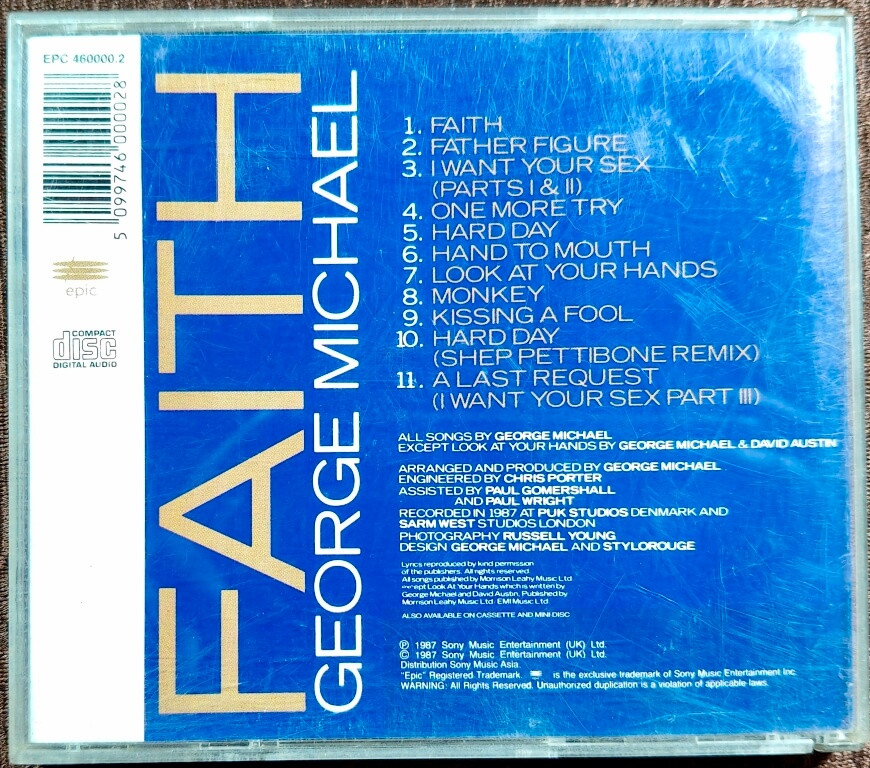 EPC 460000.2
5 099746 000028
epic
COMPACT
disc
DIGITAL AUDIO
FAITH
GEORGE MICHAEL
1. FAITH
2. FATHER FIGURE
3. I WANT YOUR SEX
(PARTS I & II)
4. ONE MORE TRY
5. HARD DAY
6. HAND TO MOUTH
7. LOOK AT YOUR HANDS
8. MONKEY
9. KISSING A FOOL
10. HARD DAY
(SHEP PETTIBONE REMIX)
11. A LAST REQUEST
(I WANT YOUR SEX PART III)
ALL SONGS BY GEORGE MICHAEL
EXCEPT LOOK AT YOUR HANDS BY GEORGE MICHAEL & DAVID AUSTIN
ARRANGED AND PRODUCED BY GEORGE MICHAEL
ENGINEERED BY CHRIS PORTER
ASSISTED BY PAUL GOMERSHALL
AND PAUL WRIGHT
RECORDED IN 1987 AT PUK STUDIOS DENMARK AND
SARM WEST STUDIOS LONDON
PHOTOGRAPHY RUSSELL YOUNG
DESIGN GEORGE MICHAEL AND STYLOROUGE
Lyrics reproduced by kind permission
of the publishers. All rights reserved.
All songs published by Morrison Leahy Music Ltd
except Look At Your Hands which is written by
George Michael and David Austin. Published by
Morrison Leahy Music Ltd. EMI Music Ltd.
ALSO AVAILABLE ON CASSETTE AND MINI DISC
℗ 1987 Sony Music Entertainment (UK) Ltd.
© 1987 Sony Music Entertainment (UK) Ltd.
Distribution Sony Music Asia.
"Epic" Registered Trademark is the exclusive trademark of Sony Music Entertainment Inc.
WARNING: All Rights Reserved. Unauthorized duplication is a violation of applicable laws.